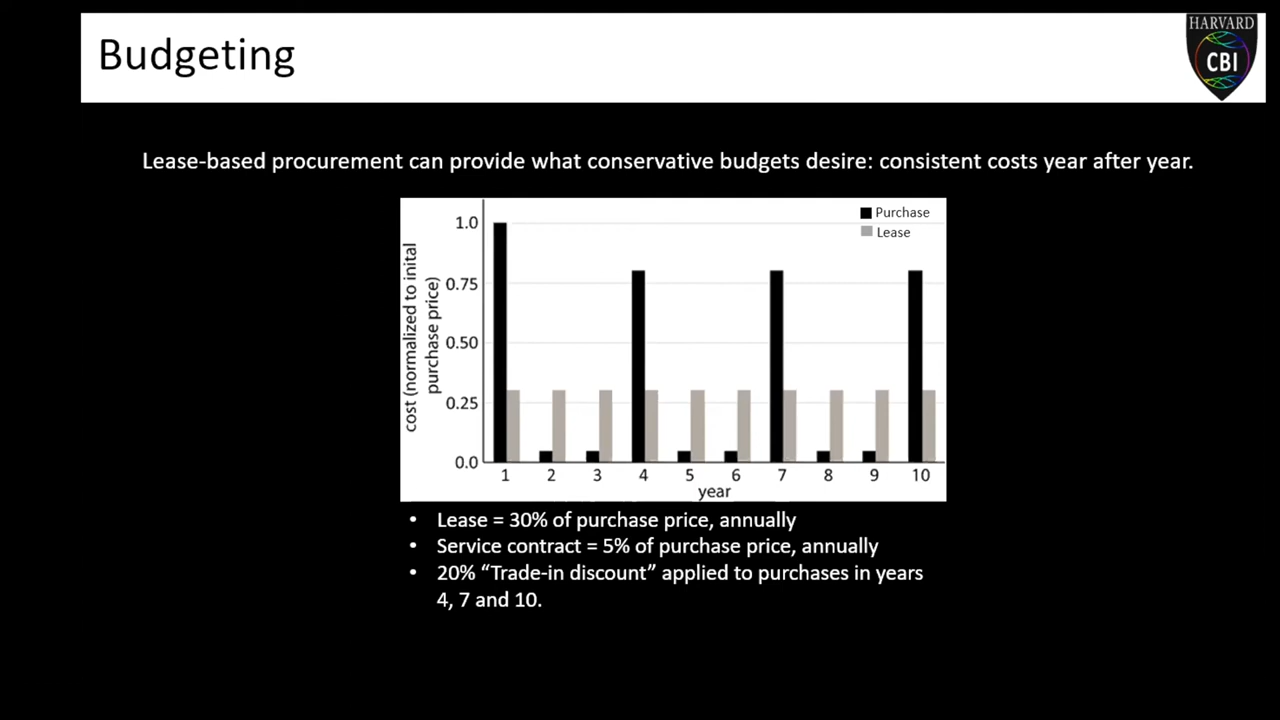 Budgeting
HARVARD
CBI
Lease-based procurement can provide what conservative budgets desire: consistent costs year after year.
cost (normalized to inital
purchase price)
1.0
0.75
0.50
0.25
0.0
Purchase
Lease
1 2 3 4 5 6 7 8 9 10
year
• Lease = 30% of purchase price, annually
• Service contract = 5% of purchase price, annually
• 20% “Trade-in discount” applied to purchases in years
4, 7 and 10.